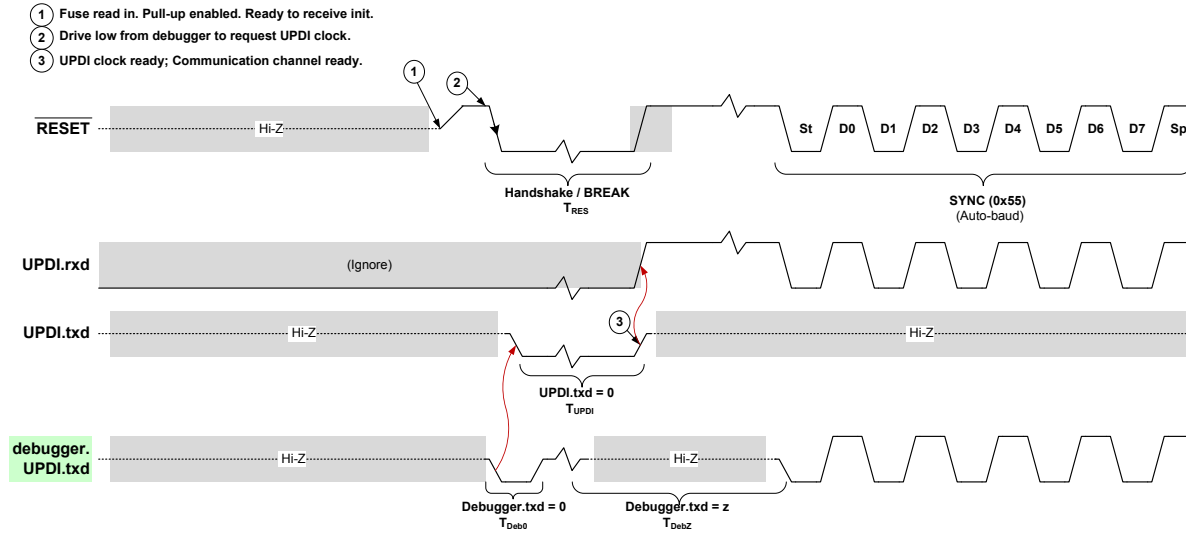 1 Fuse read in. Pull-up enabled. Ready to receive init.
2 Drive low from debugger to request UPDI clock.
3 UPDI clock ready; Communication channel ready.
1
2
RESET
Hi-Z
St D0 D1 D2 D3 D4 D5 D6 D7 Sp
Handshake / BREAK
TRES
SYNC (0x55)
(Auto-baud)
UPDI.rxd
(Ignore)
UPDI.txd
Hi-Z
3
Hi-Z
UPDI.txd = 0
TUPDI
debugger.
UPDI.txd
Hi-Z
Hi-Z
Debugger.txd = 0
TDeb0
Debugger.txd = z
TDebZ